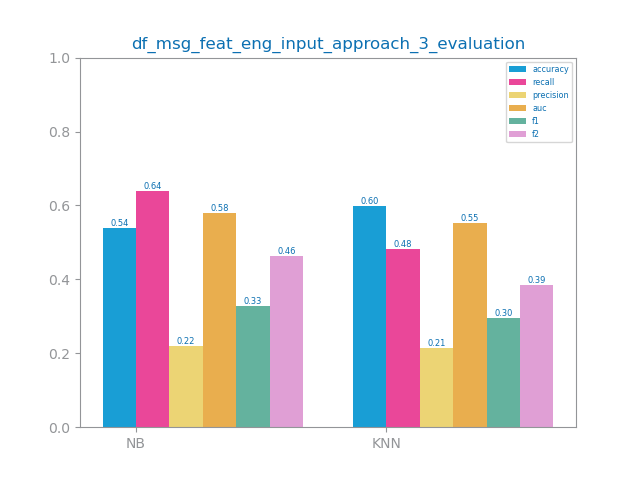 df_msg_feat_eng_input_approach_3_evaluation
1.0
0.8
0.6
0.4
0.2
0.0
accuracy
recall
precision
auc
f1
f2
0.54
0.64
0.22
0.58
0.33
0.46
0.60
0.48
0.21
0.55
0.30
0.39
NB
KNN